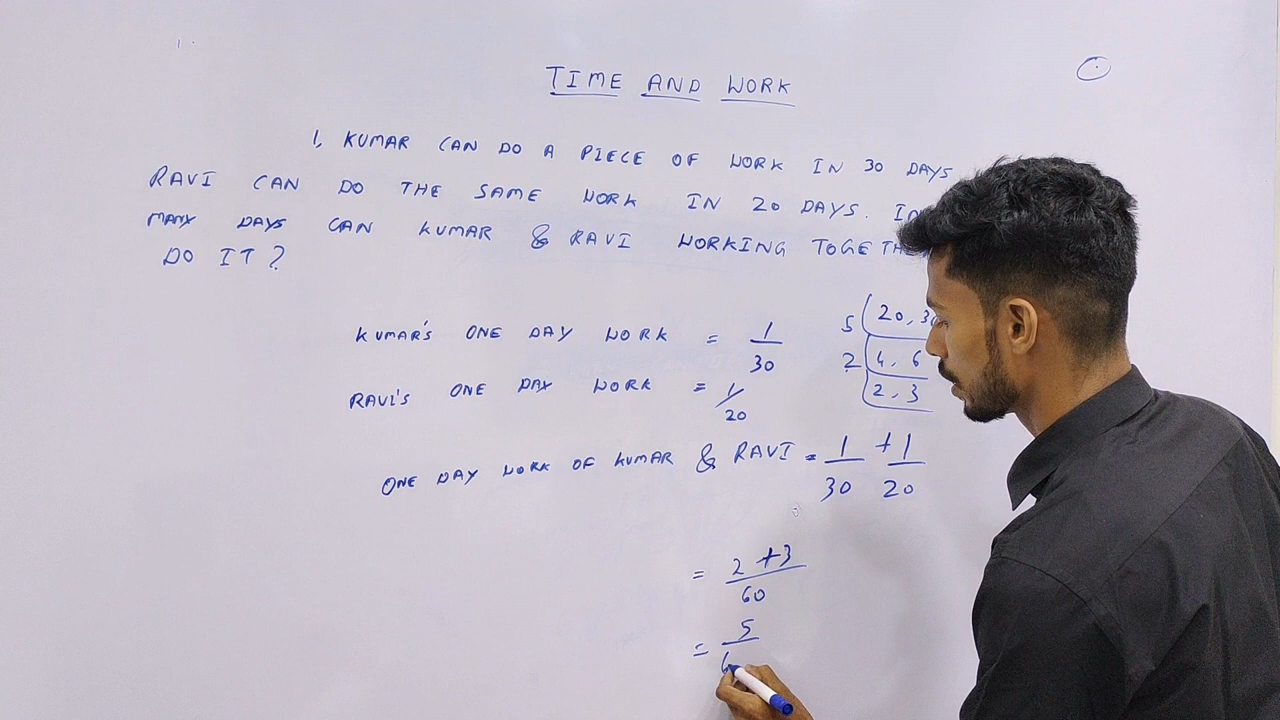 TIME AND WORK
1, KUMAR CAN DO A PIECE OF WORK IN 30 DAYS
RAVI CAN DO THE SAME WORK IN 20 DAYS. IN
MANY DAYS CAN KUMAR & RAVI WORKING
DO IT?
KUMAR'S ONE DAY WORK = 1/30
5 | 20, 30
2 | 4, 6
2, 3
RAVI'S ONE DAY WORK = 1/20
ONE DAY WORK OF KUMAR & RAVI = 1/30 + 1/20
= 2+3/60
= 5/6